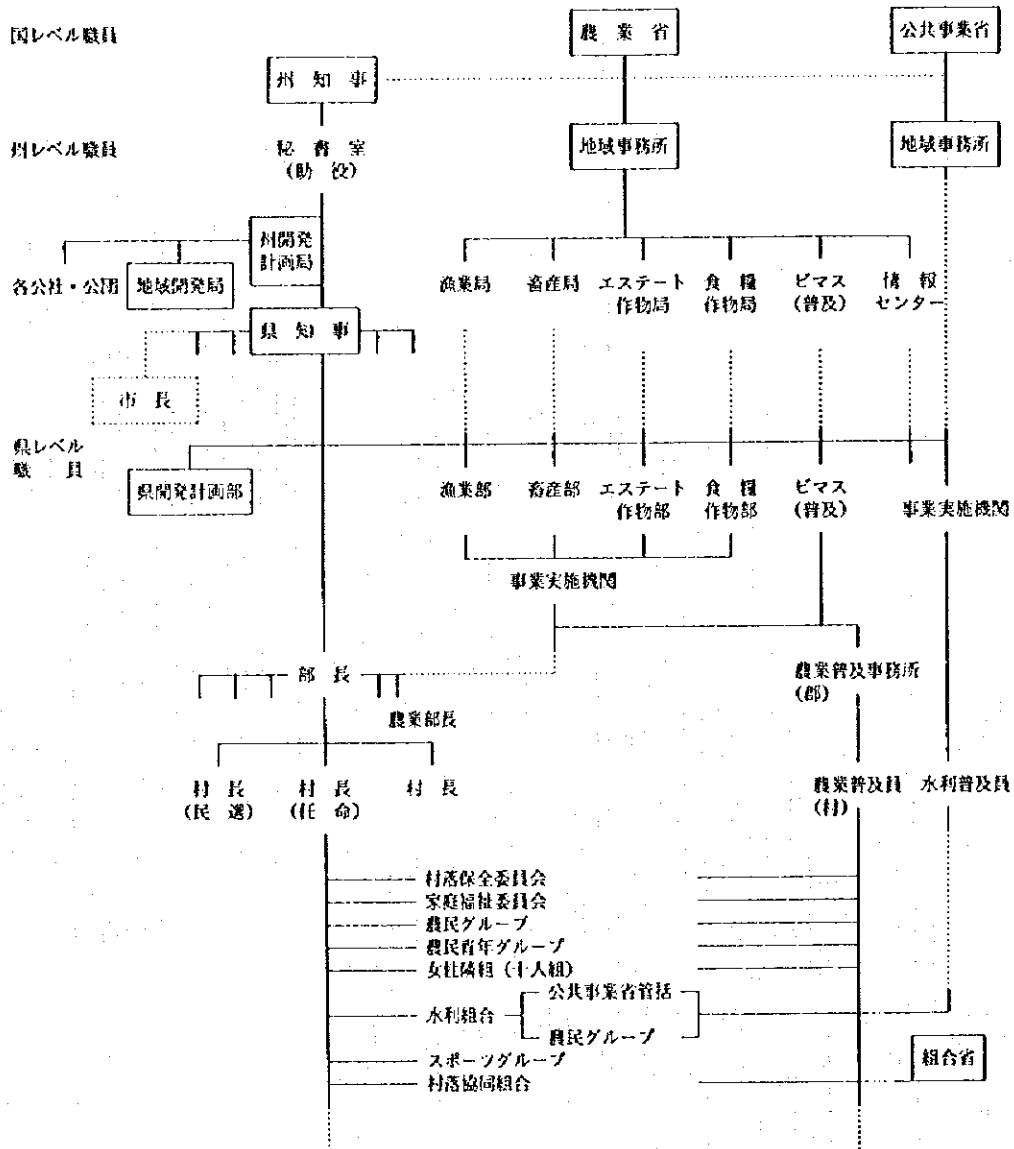 国レベル職員
農業省
公共事業省
州知事
州レベル職員
秘書室
(助役)
地域事務所
地域事務所
州開発
計画局
各公社・公団
地域開発局
漁業局
畜産局
エステート
作物局
食糧
作物局
ビマス
(普及)
情報
センター
県知事
市長
県レベル
職員
県開発計画部
漁業部
畜産部
エステート
作物部
食糧
作物部
ビマス
(普及)
事業実施機関
事業実施機関
部長
農業部長
農業普及事務所
(郡)
村長
(民選)
村長
(任命)
村長
農業普及員
(村)
水利普及員
村落保全委員会
家庭福祉委員会
農民グループ
農民青年グループ
女性隣組(十人組)
公共事業省管括
水利組合
農民グループ
スポーツグループ
村落協同組合
組合省